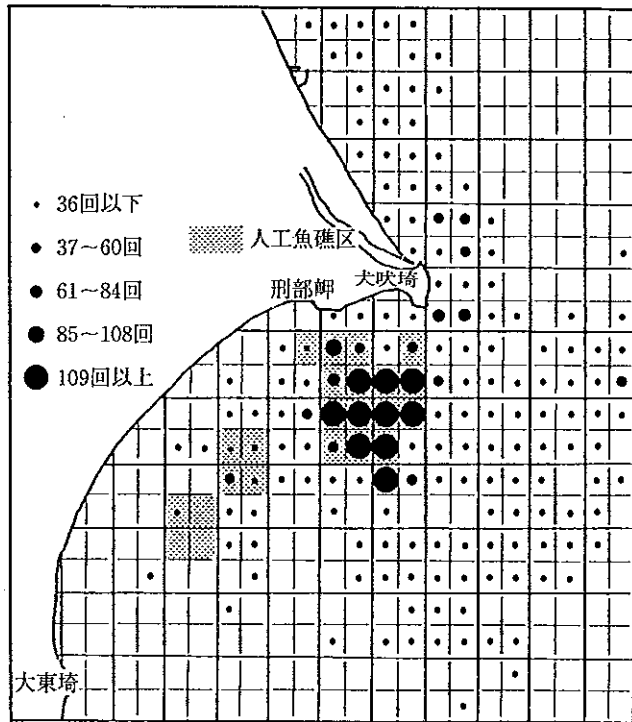 36回以下
37～60回
61～84回
85～108回
109回以上
人工魚礁区
犬吠埼
刑部岬
大東埼